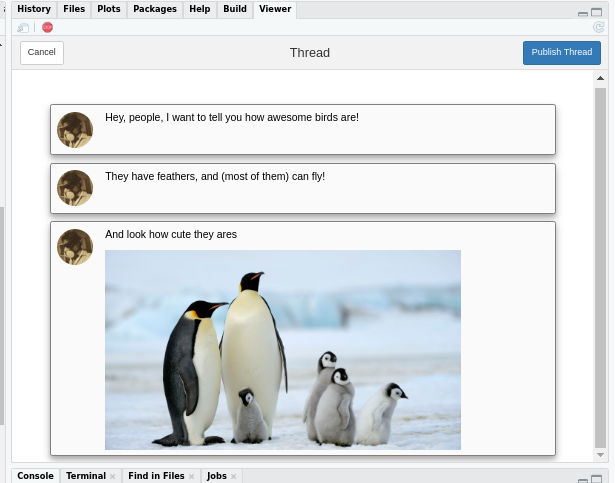 History Files Plots Packages Help Build Viewer
Cancel Thread Publish Thread
Hey, people, I want to tell you how awesome birds are!
They have feathers, and (most of them) can fly!
And look how cute they ares
Console Terminal Find in Files Jobs